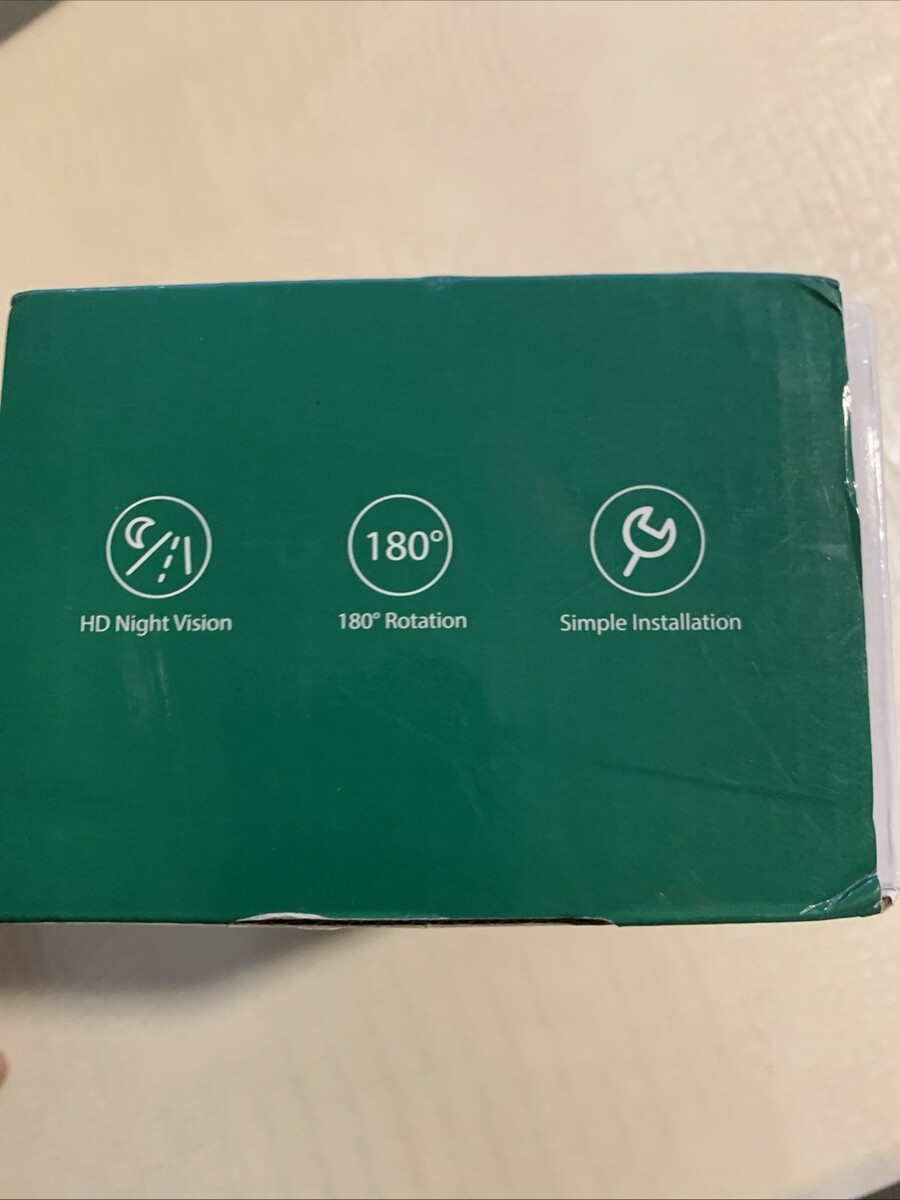 180°
HD Night Vision
180° Rotation
Simple Installation